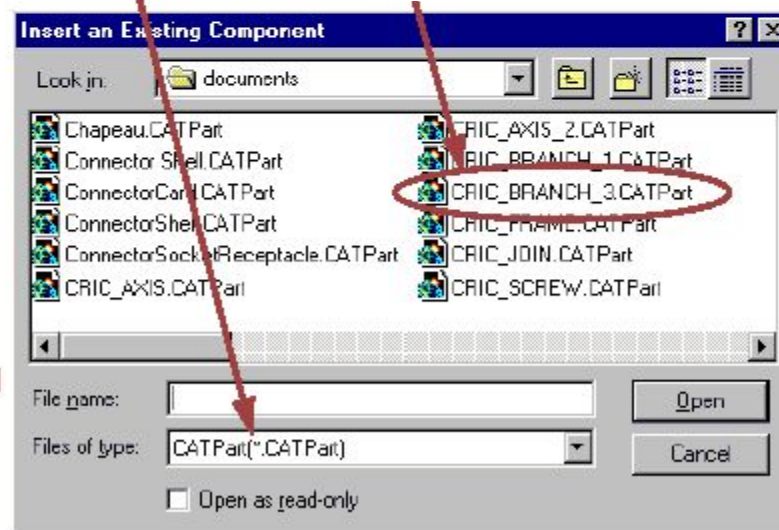 Insert an Existing Component
Look in: documents
Chapeau.CATPart
Connector Shell.CATPart
ConnectorCard.CATPart
ConnectorShell.CATPart
ConnectorSocketReceptacle.CATPart
CRIC_AXIS.CATPart
CRIC_AXIS_2.CATPart
CRIC_BRANCH_1.CATPart
CRIC_BRANCH_3.CATPart
CRIC_FRAME.CATPart
CRIC_JOIN.CATPart
CRIC_SCREW.CATPart
File name:
Open
Files of type: CATPart(*.CATPart)
Cancel
Open as read-only